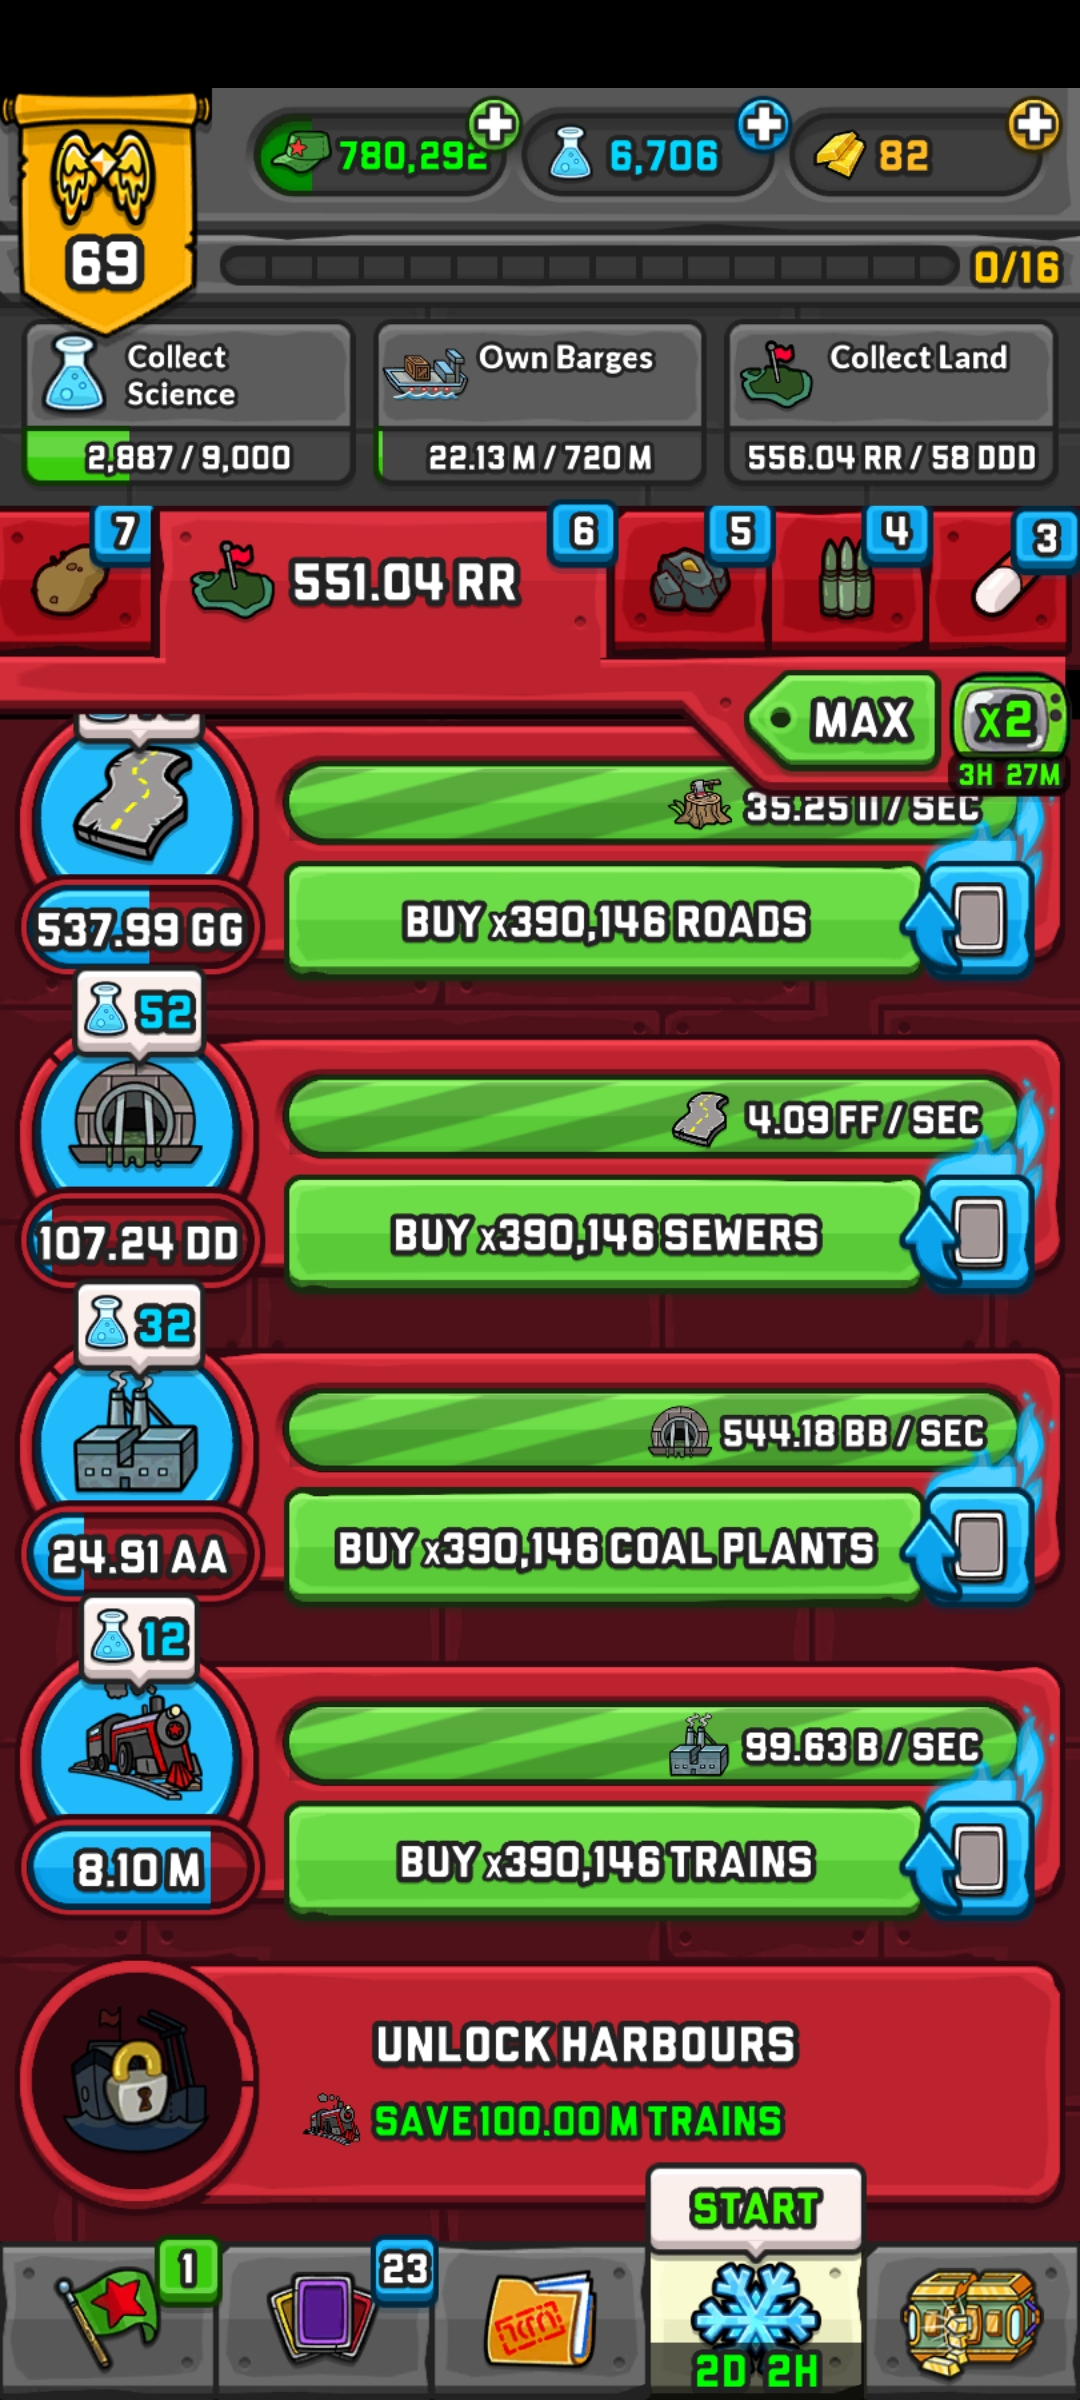 780,292
6,706
82
69
0/16
Collect
Science
2,887 / 9,000
Own Barges
22.13 M / 720 M
Collect Land
556.04 RR / 58 DDD
7
551.04 RR
6
5
4
3
MAX
x2
3H 27M
35.25 II / SEC
BUY x390,146 ROADS
537.99 GG
52
4.09 FF / SEC
BUY x390,146 SEWERS
107.24 DD
32
544.18 BB / SEC
BUY x390,146 COAL PLANTS
24.91 AA
12
99.63 B / SEC
BUY x390,146 TRAINS
8.10 M
UNLOCK HARBOURS
SAVE 100.00 M TRAINS
START
1
23
2D 2H